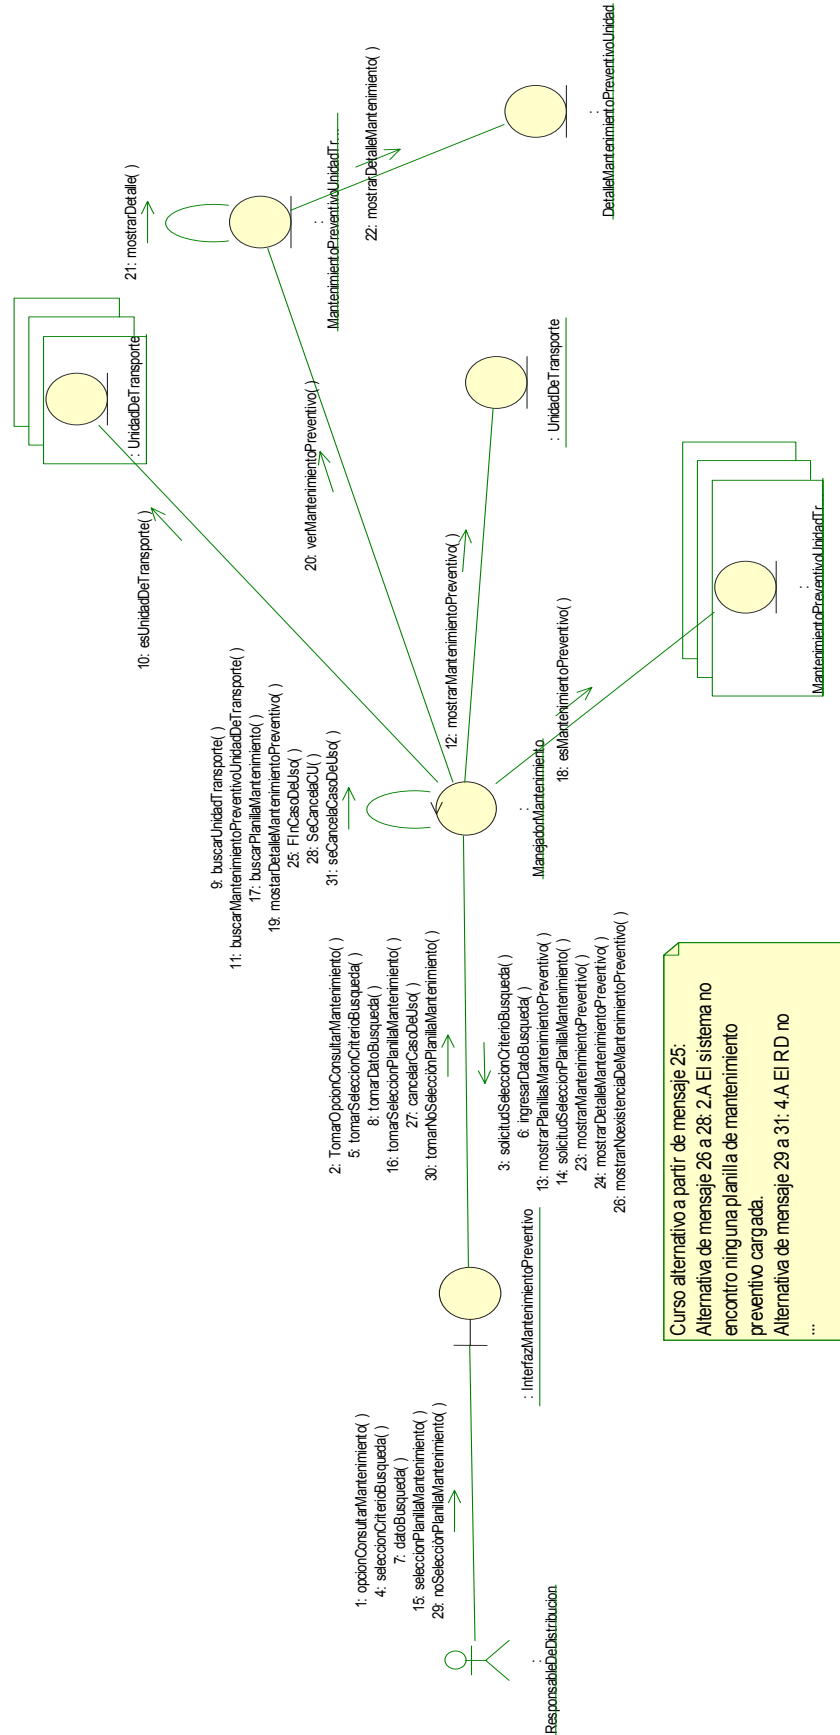 1: opcionConsultarMantenimiento( )
4: seleccionCriterioBusqueda( )
7: datoBusqueda( )
15: seleccionPlanillaMantenimiento( )
29: noSelecciònPlanillaMantenimiento( )
:
ResponsableDeDistribucion
: InterfazMantenimientoPreventivo
2: TomarOpcionConsultarMantenimiento( )
5: tomarSeleccionCriterioBusqueda( )
8: tomarDatoBusqueda( )
16: tomarSeleccionPlanillaMantenimiento( )
27: cancelarCasoDeUso( )
30: tomarNoSelecciònPlanillaMantenimiento( )
3: solicitudSeleccionCriterioBusqueda( )
6: ingresarDatoBusqueda( )
13: mostrarPlanillasMantenimientoPreventivo( )
14: solicitudSeleccionPlanillaMantenimiento( )
23: mostrarMantenimientoPreventivo( )
24: mostrarDetalleMantenimientoPreventivo( )
26: mostrarNoexistenciaDeMantenimientoPreventivo( )
9: buscarUnidadTransporte( )
11: buscarMantenimientoPreventivoUnidadDeTransporte( )
17: buscarPlanillaMantenimiento( )
19: mostarDetalleMantenimientoPreventivo( )
25: FInCasoDeUso( )
28: SeCancelaCU( )
31: seCancelaCasoDeUso( )
:
ManejadorMantenimiento
10: esUnidadDeTransporte( )
: UnidadDeTransporte
20: verMantenimientoPreventivo( )
21: mostrarDetalle( )
:
MantenimientoPreventivoUnidadTr...
22: mostrarDetalleMantenimiento( )
:
DetalleMantenimientoPreventivoUnidad
12: mostrarMantenimientoPreventivo( )
: UnidadDeTransporte
18: esMantenimientoPreventivo( )
:
MantenimientoPreventivoUnidadTr...
Curso alternativo a partir de mensaje 25:
Alternativa de mensaje 26 a 28: 2.A El sistema no
encontro ninguna planilla de mantenimiento
preventivo cargada.
Alternativa de mensaje 29 a 31: 4.A El RD no
...